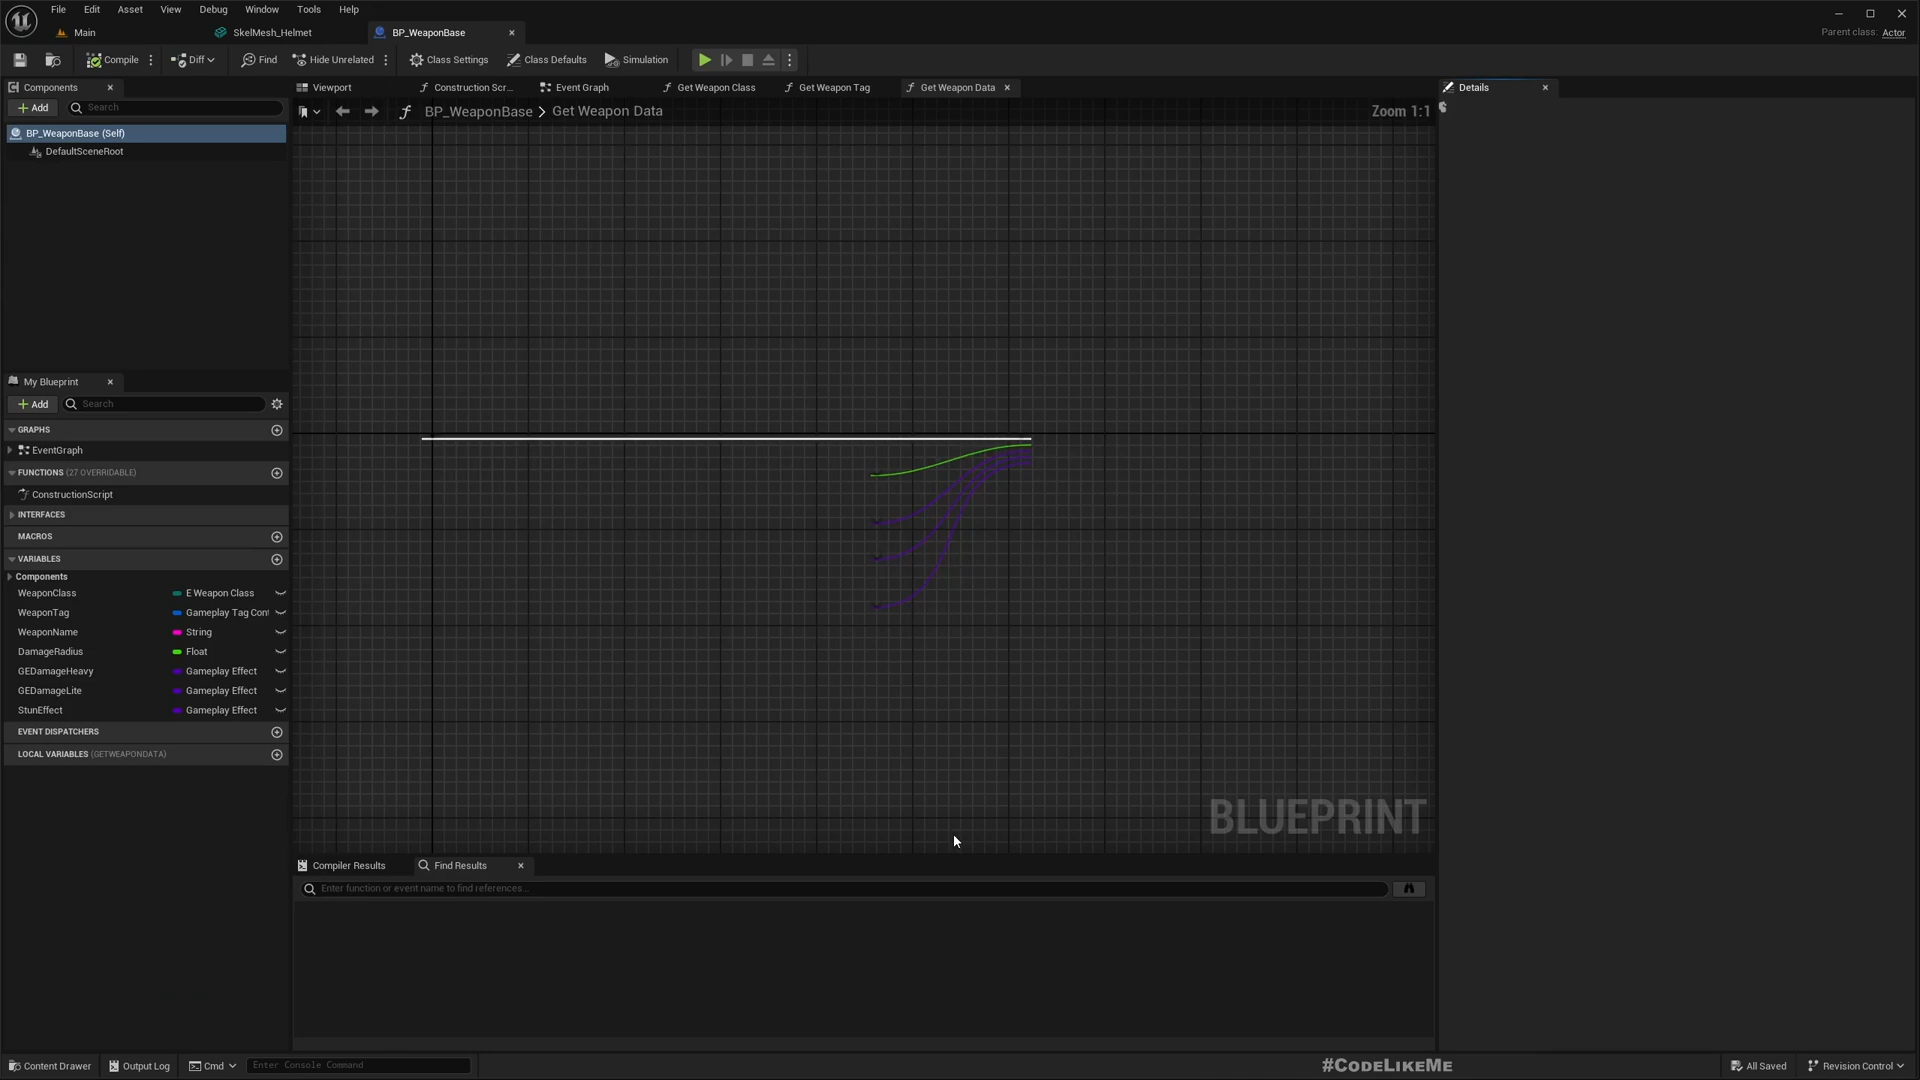 File Edit Asset View Debug Window Tools Help
Main SkelMesh_Helmet BP_WeaponBase
Parent class: Actor
Compile Diff Find Hide Unrelated Class Settings Class Defaults Simulation
Components
Viewport Construction Scr... Event Graph Get Weapon Class Get Weapon Tag Get Weapon Data
Details
+ Add Search
BP_WeaponBase > Get Weapon Data
Zoom 1:1
BP_WeaponBase (Self)
DefaultSceneRoot
My Blueprint
+ Add Search
GRAPHS
EventGraph
FUNCTIONS (27 OVERRIDABLE)
ConstructionScript
INTERFACES
MACROS
VARIABLES
Components
WeaponClass E Weapon Class
WeaponTag Gameplay Tag Cont
WeaponName String
DamageRadius Float
GEDamageHeavy Gameplay Effect
GEDamageLite Gameplay Effect
StunEffect Gameplay Effect
EVENT DISPATCHERS
LOCAL VARIABLES (GETWEAPONDATA)
BLUEPRINT
Compiler Results Find Results
Enter function or event name to find references...
Content Drawer Output Log Cmd Enter Console Command
#CodeLikeMe
All Saved Revision Control